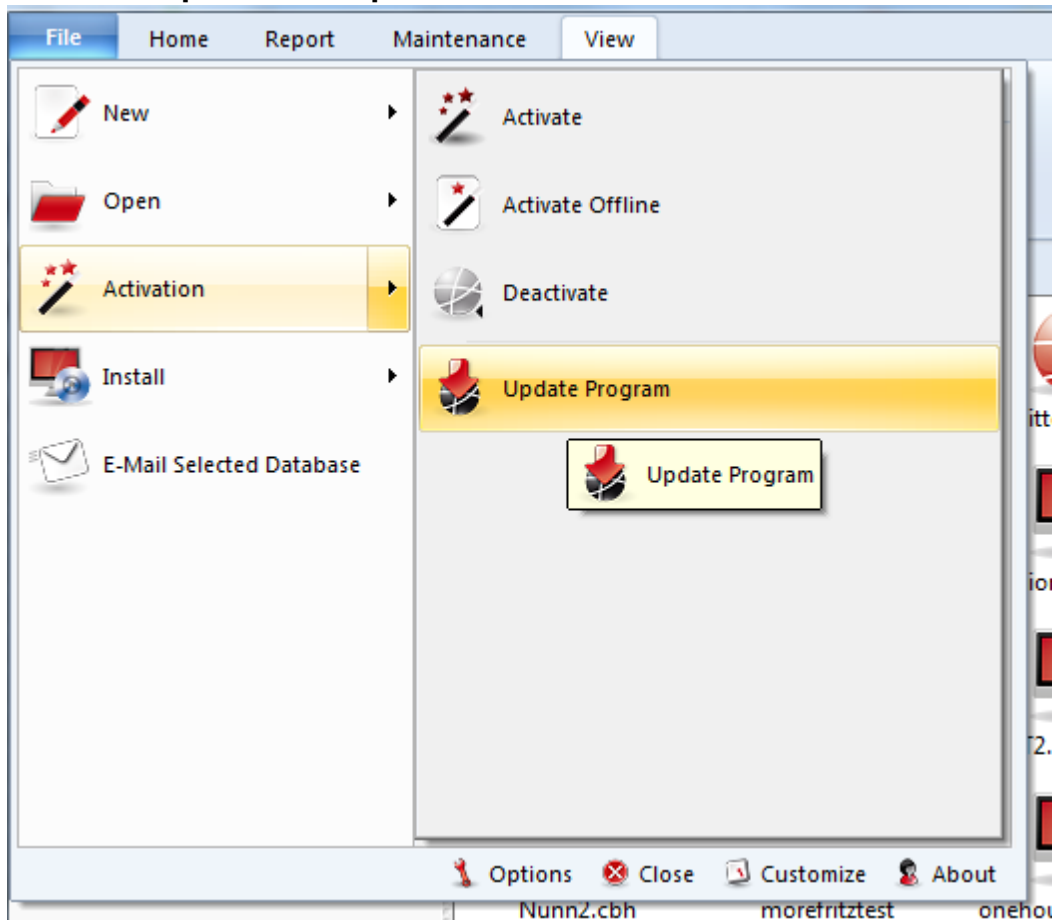 File Home Report Maintenance View
New
Open
Activation
Install
E-Mail Selected Database
Activate
Activate Offline
Deactivate
Update Program
Update Program
Options Close Customize About
Nunn2.cbh morefritztest